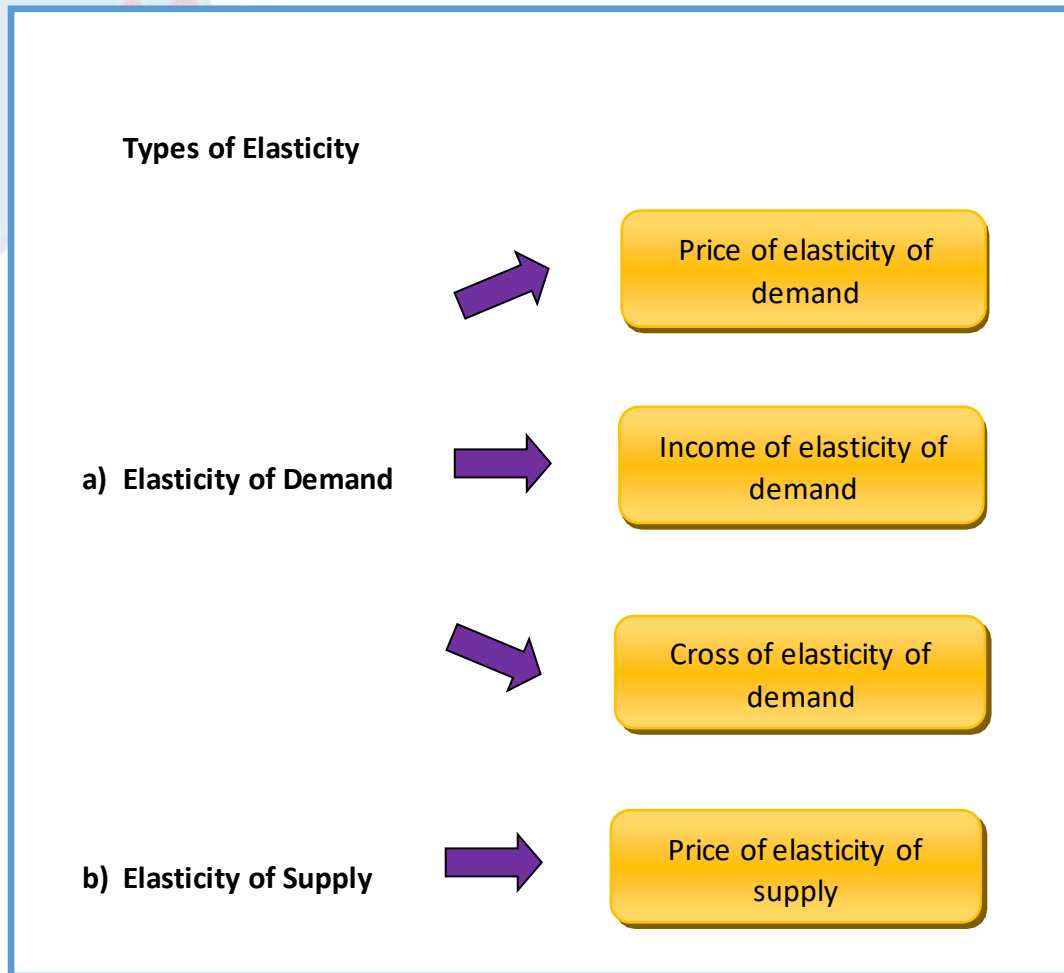 Types of Elasticity
Price of elasticity of
demand
a) Elasticity of Demand
Income of elasticity of
demand
Cross of elasticity of
demand
b) Elasticity of Supply
Price of elasticity of
supply